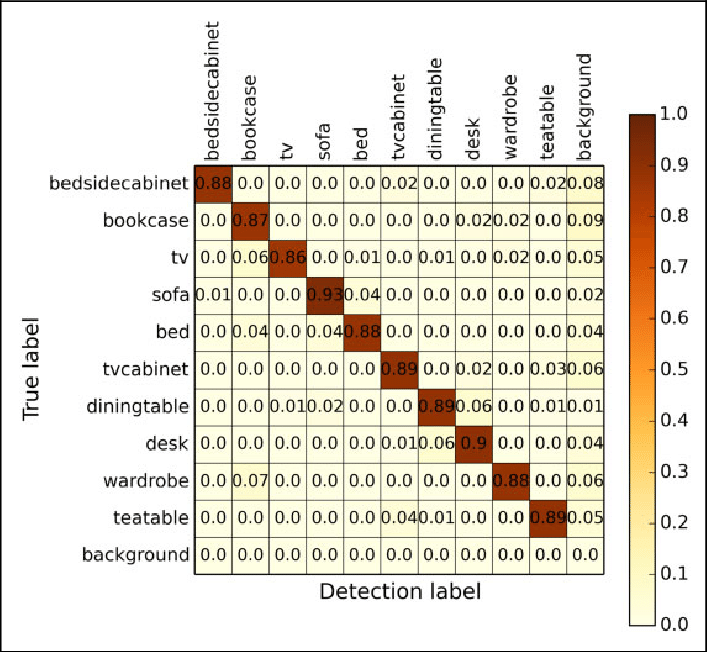 bedsidecabinet bookcase tv sofa bed tvcabinet diningtable desk wardrobe teatable background
bedsidecabinet 0.88 0.0 0.0 0.0 0.0 0.02 0.0 0.0 0.0 0.02 0.08
bookcase 0.0 0.87 0.0 0.0 0.0 0.0 0.0 0.02 0.02 0.0 0.09
tv 0.0 0.06 0.86 0.0 0.01 0.0 0.01 0.0 0.02 0.0 0.05
sofa 0.01 0.0 0.0 0.93 0.04 0.0 0.0 0.0 0.0 0.0 0.02
bed 0.0 0.04 0.0 0.04 0.88 0.0 0.0 0.0 0.0 0.0 0.04
tvcabinet 0.0 0.0 0.0 0.0 0.0 0.89 0.0 0.02 0.0 0.03 0.06
diningtable 0.0 0.0 0.01 0.02 0.0 0.0 0.89 0.06 0.0 0.01 0.01
desk 0.0 0.0 0.0 0.0 0.0 0.01 0.06 0.9 0.0 0.0 0.04
wardrobe 0.0 0.07 0.0 0.0 0.0 0.0 0.0 0.0 0.88 0.0 0.06
teatable 0.0 0.0 0.0 0.0 0.0 0.04 0.01 0.0 0.0 0.89 0.05
background 0.0 0.0 0.0 0.0 0.0 0.0 0.0 0.0 0.0 0.0 0.0
True label
Detection label
1.0
0.9
0.8
0.7
0.6
0.5
0.4
0.3
0.2
0.1
0.0